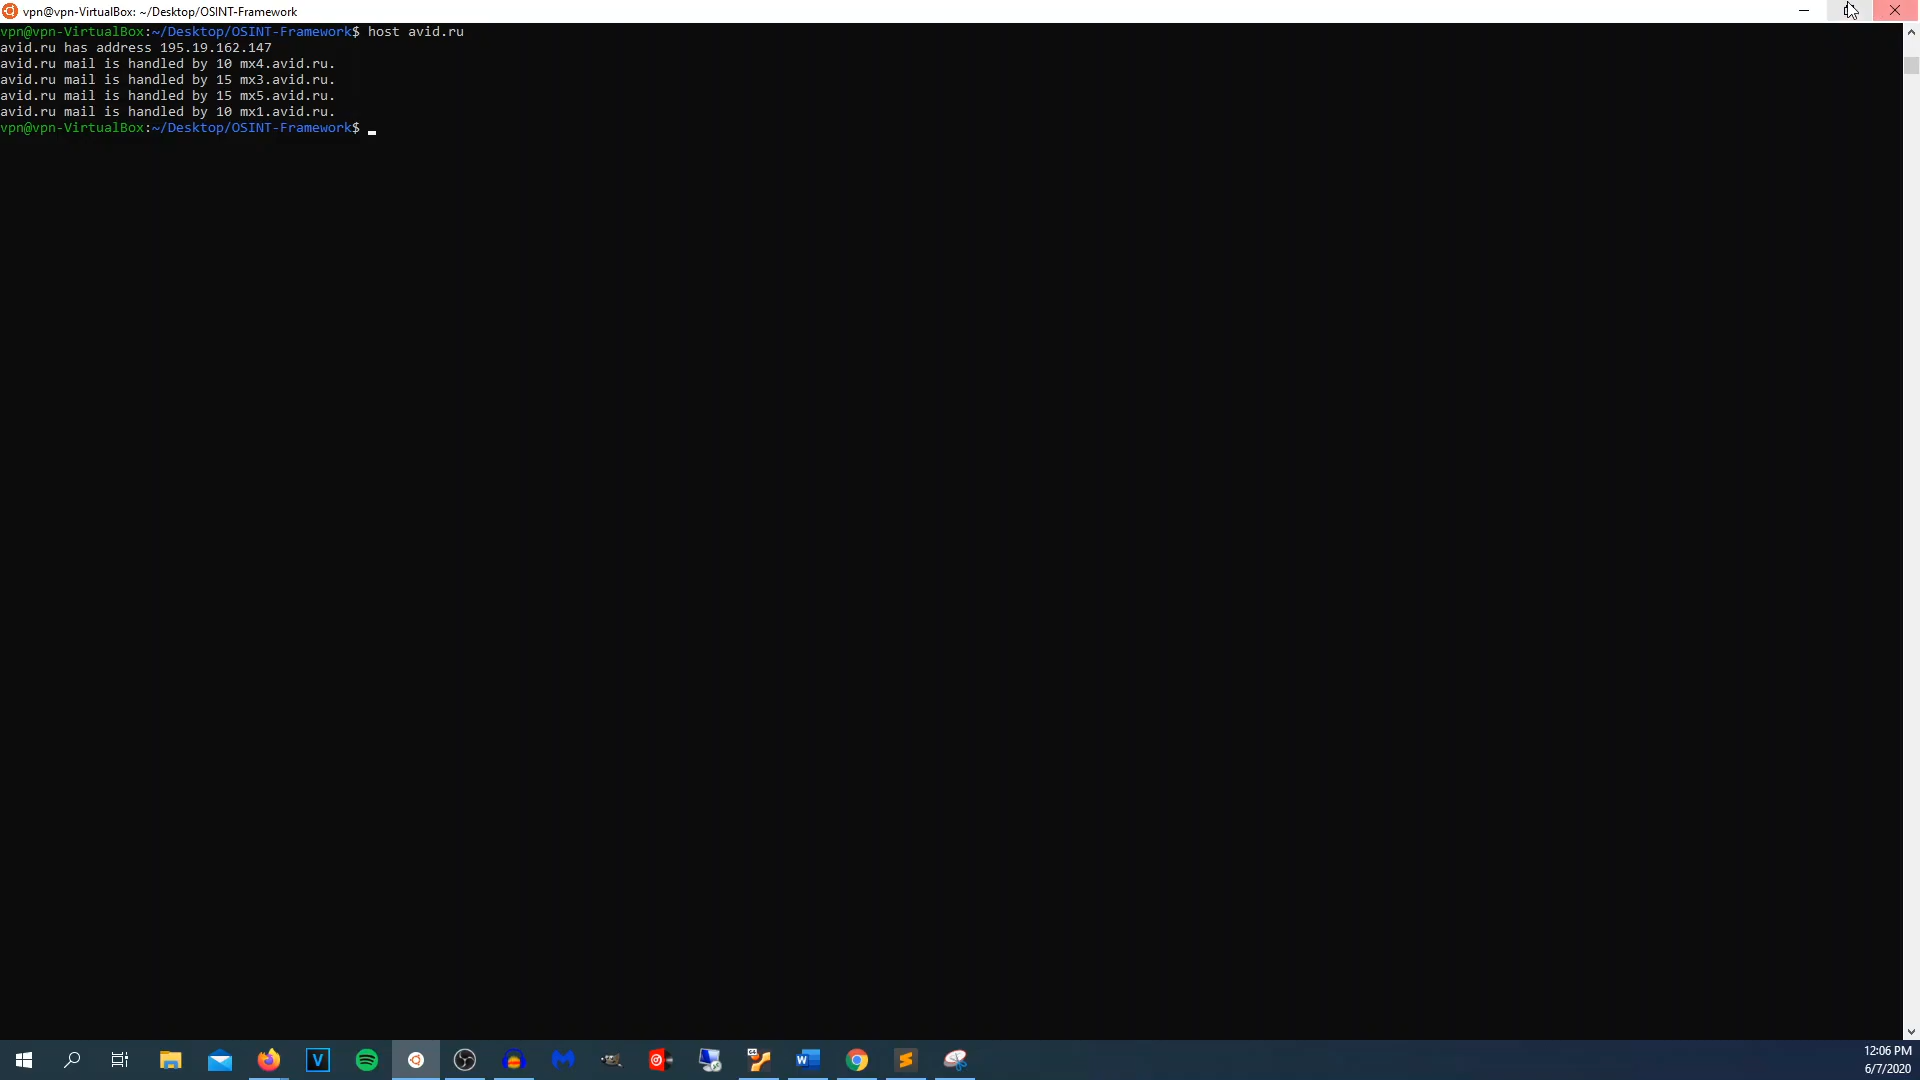 vpn@vpn-VirtualBox: ~/Desktop/OSINT-Framework
vpn@vpn-VirtualBox:~/Desktop/OSINT-Framework$ host avid.ru
avid.ru has address 195.19.162.147
avid.ru mail is handled by 10 mx4.avid.ru.
avid.ru mail is handled by 15 mx3.avid.ru.
avid.ru mail is handled by 15 mx5.avid.ru.
avid.ru mail is handled by 10 mx1.avid.ru.
vpn@vpn-VirtualBox:~/Desktop/OSINT-Framework$
12:06 PM
6/7/2020